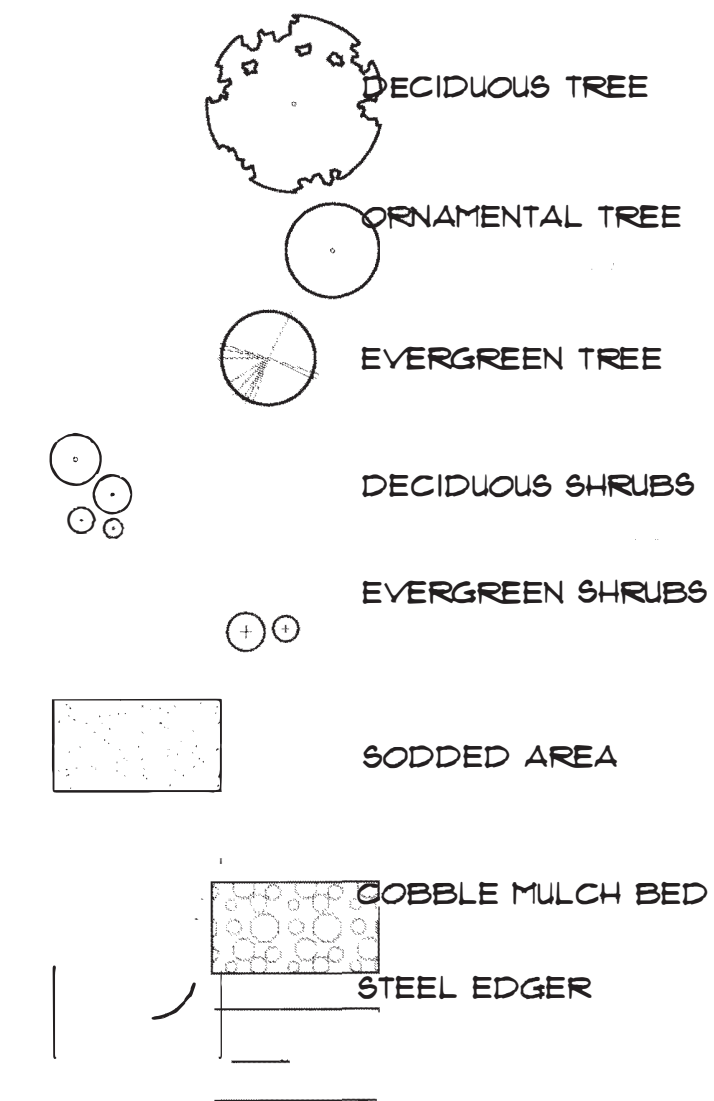 DECIDUOUS TREE
ORNAMENTAL TREE
EVERGREEN TREE
DECIDUOUS SHRUBS
EVERGREEN SHRUBS
SODDED AREA
COBBLE MULCH BED
STEEL EDGER